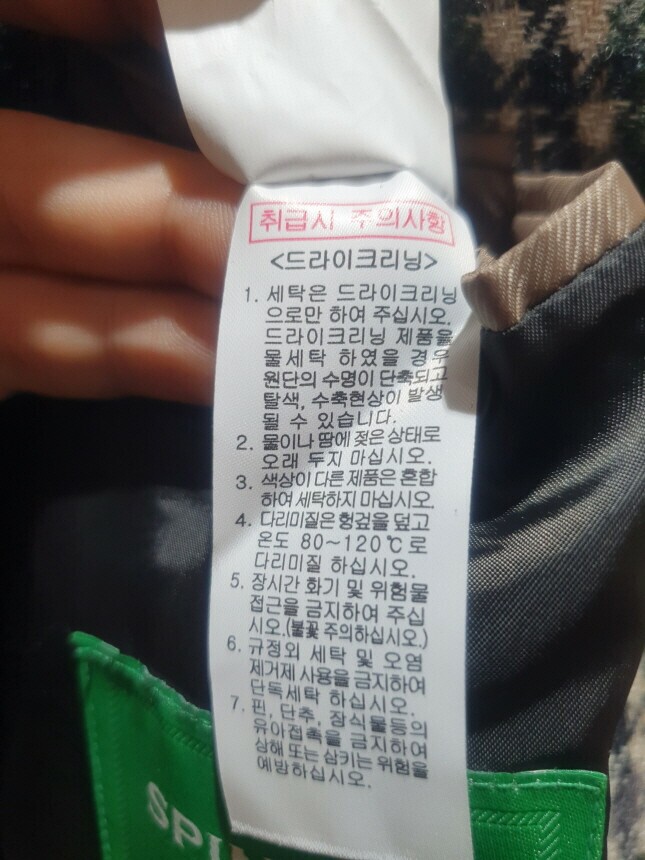 취급시 주의사항
<드라이크리닝>
1. 세탁은 드라이크리닝
으로만 하여 주십시오.
드라이크리닝 제품을
물세탁 하였을 경우
원단의 수명이 단축되고
탈색, 수축현상이 발생
될 수 있습니다.
2. 물이나 땀에 젖은 상태로
오래 두지 마십시오.
3. 색상이 다른 제품은 혼합
하여 세탁하지 마십시오.
4. 다리미질은 헝겊을 덮고
온도 80~120℃로
다리미질 하십시오.
5. 장시간 화기 및 위험물
접근을 금지하여 주십
시오.(불꽃 주의하십시오.)
6. 규정외 세탁 및 오염
제거제 사용을 금지하여
단독세탁 하십시오.
7. 핀, 단추, 장식물등의
유아접촉을 금지하여
상해 또는 삼키는 위험을
예방하십시오.